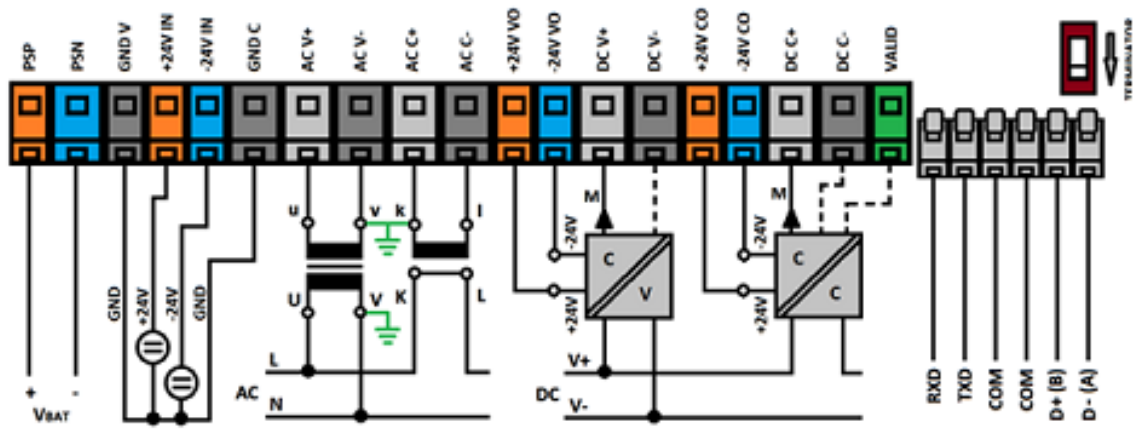 PSP
PSN
GND V
+24V IN
-24V IN
GND C
AC V+
AC V-
AC C+
AC C-
+24V VO
-24V VO
DC V+
DC V-
+24V CO
-24V CO
DC C+
DC C-
VALID
TERMINATOR
u
v
k
l
M
M
-24V
-24V
C
V
C
C
GND
+24V
-24V
GND
U
V
K
L
+24V
+24V
L
V+
+
-
AC
DC
VBAT
N
V-
RXD
TXD
COM
COM
D+ (B)
D- (A)